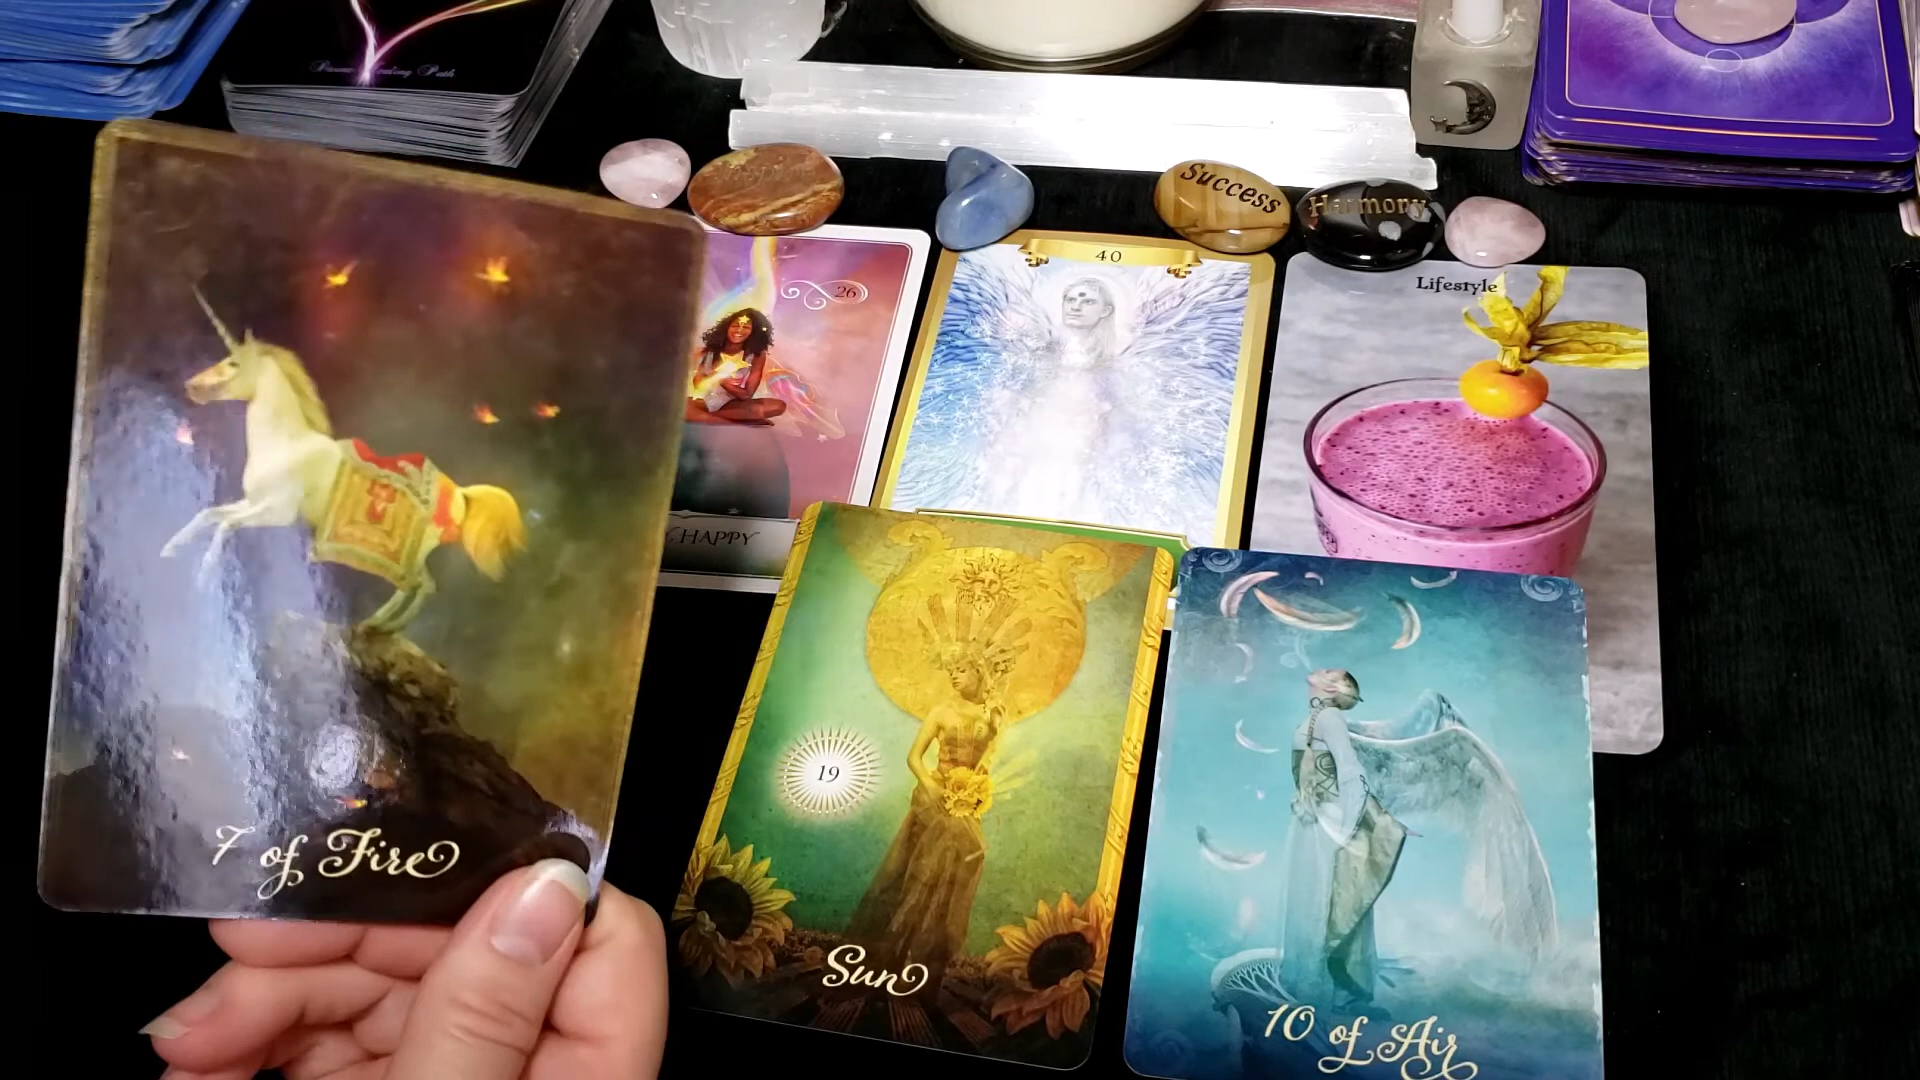 Success
Harmony
26
40
Lifestyle
HAPPY
19
7 of Fire
Sun
10 of Air